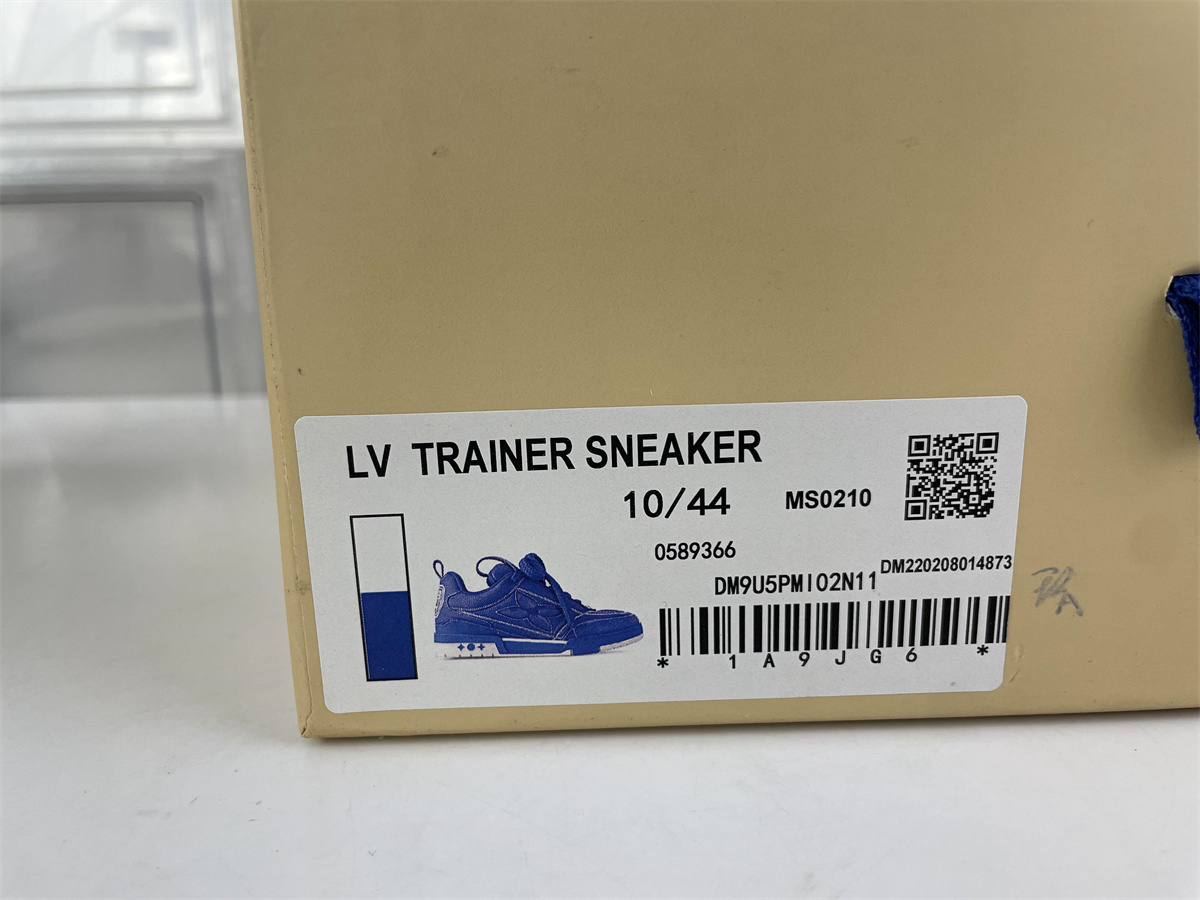 LV TRAINER SNEAKER
10/44 MS0210
0589366
DM220208014873
DM9U5PMI02N11
* 1A9JG6 *